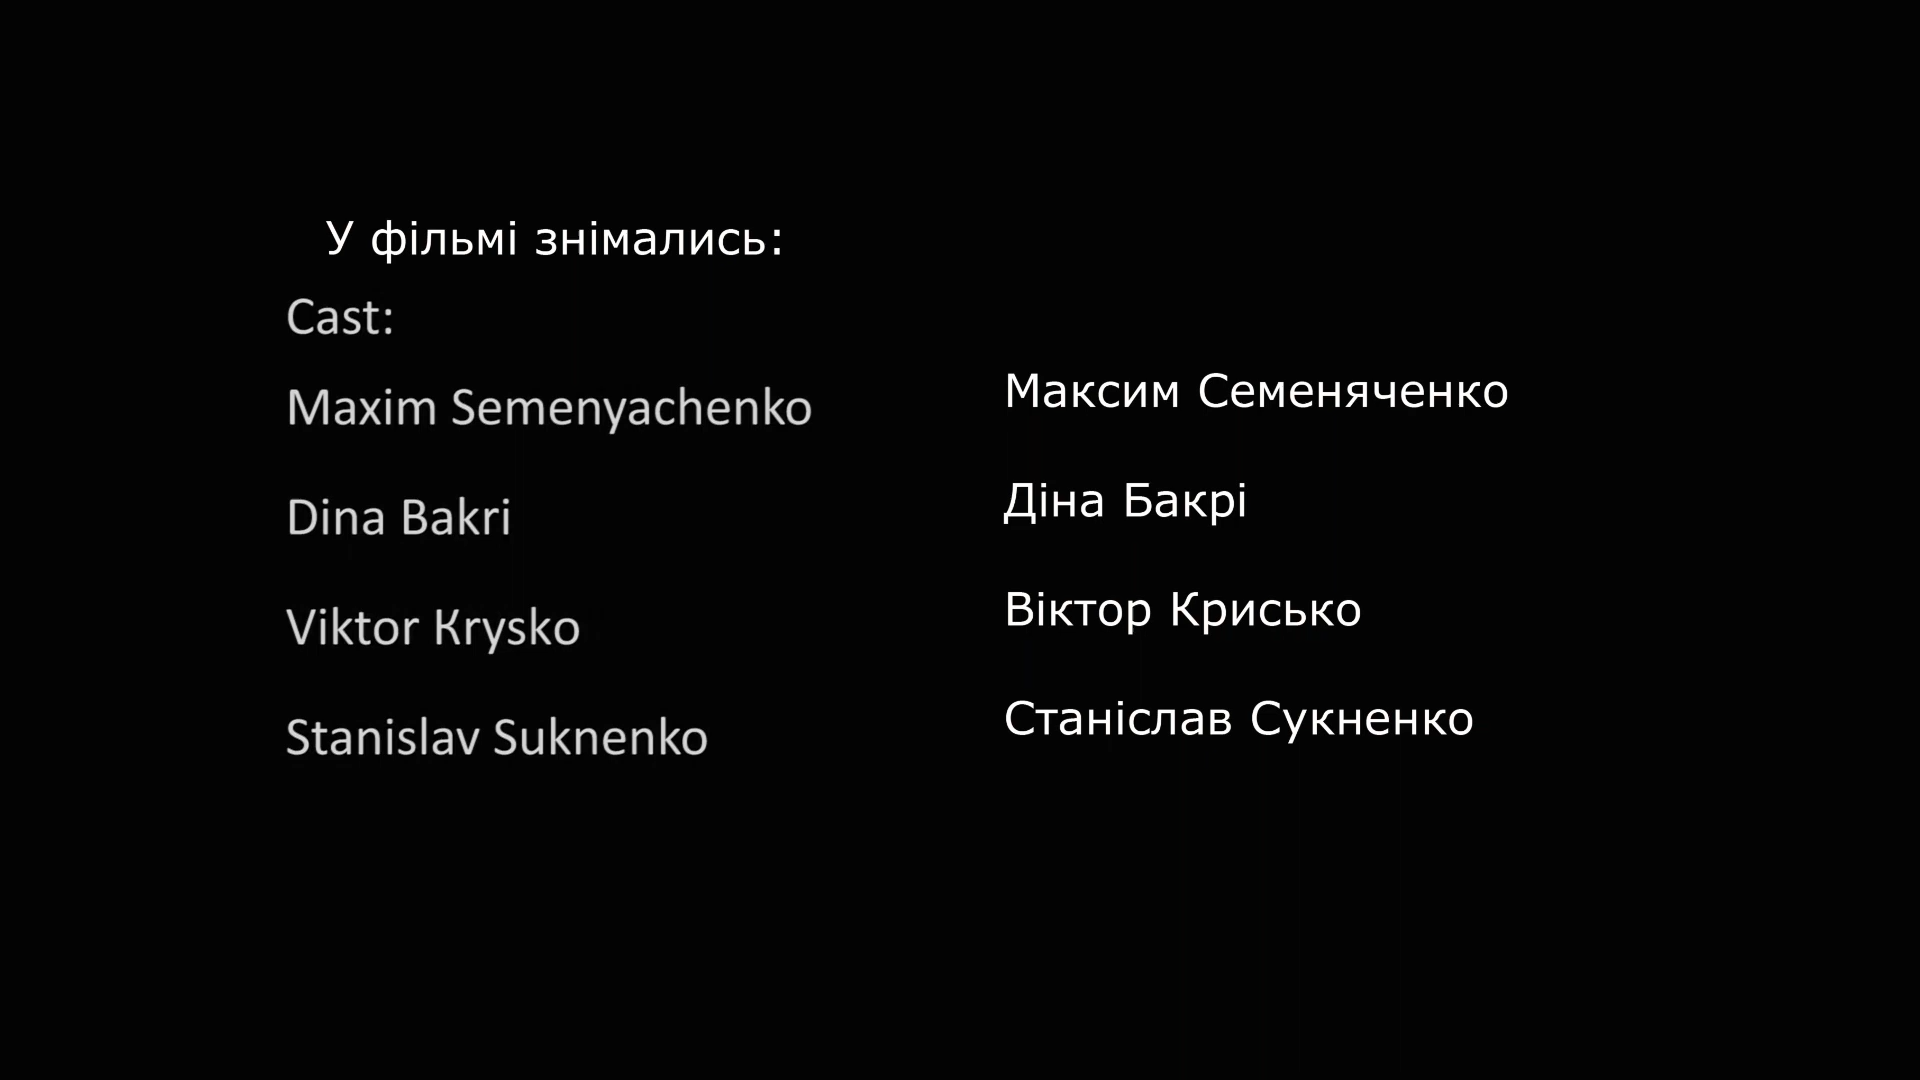 У фільмі знімались:
Cast:
Maxim Semenyachenko
Максим Семеняченко
Dina Bakri
Діна Бакрі
Viktor Krysko
Віктор Крисько
Stanislav Suknenko
Станіслав Сукненко